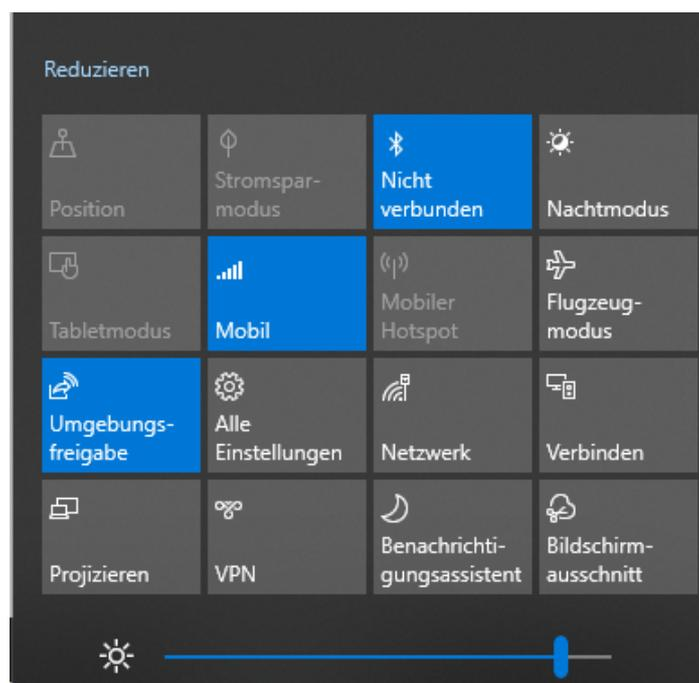 Reduzieren
Position
Stromspar-
modus
Nicht
verbunden
Nachtmodus
Tabletmodus
Mobil
Mobiler
Hotspot
Flugzeug-
modus
Umgebungs-
freigabe
Alle
Einstellungen
Netzwerk
Verbinden
Projizieren
VPN
Benachrichti-
gungsassistent
Bildschirm-
ausschnitt